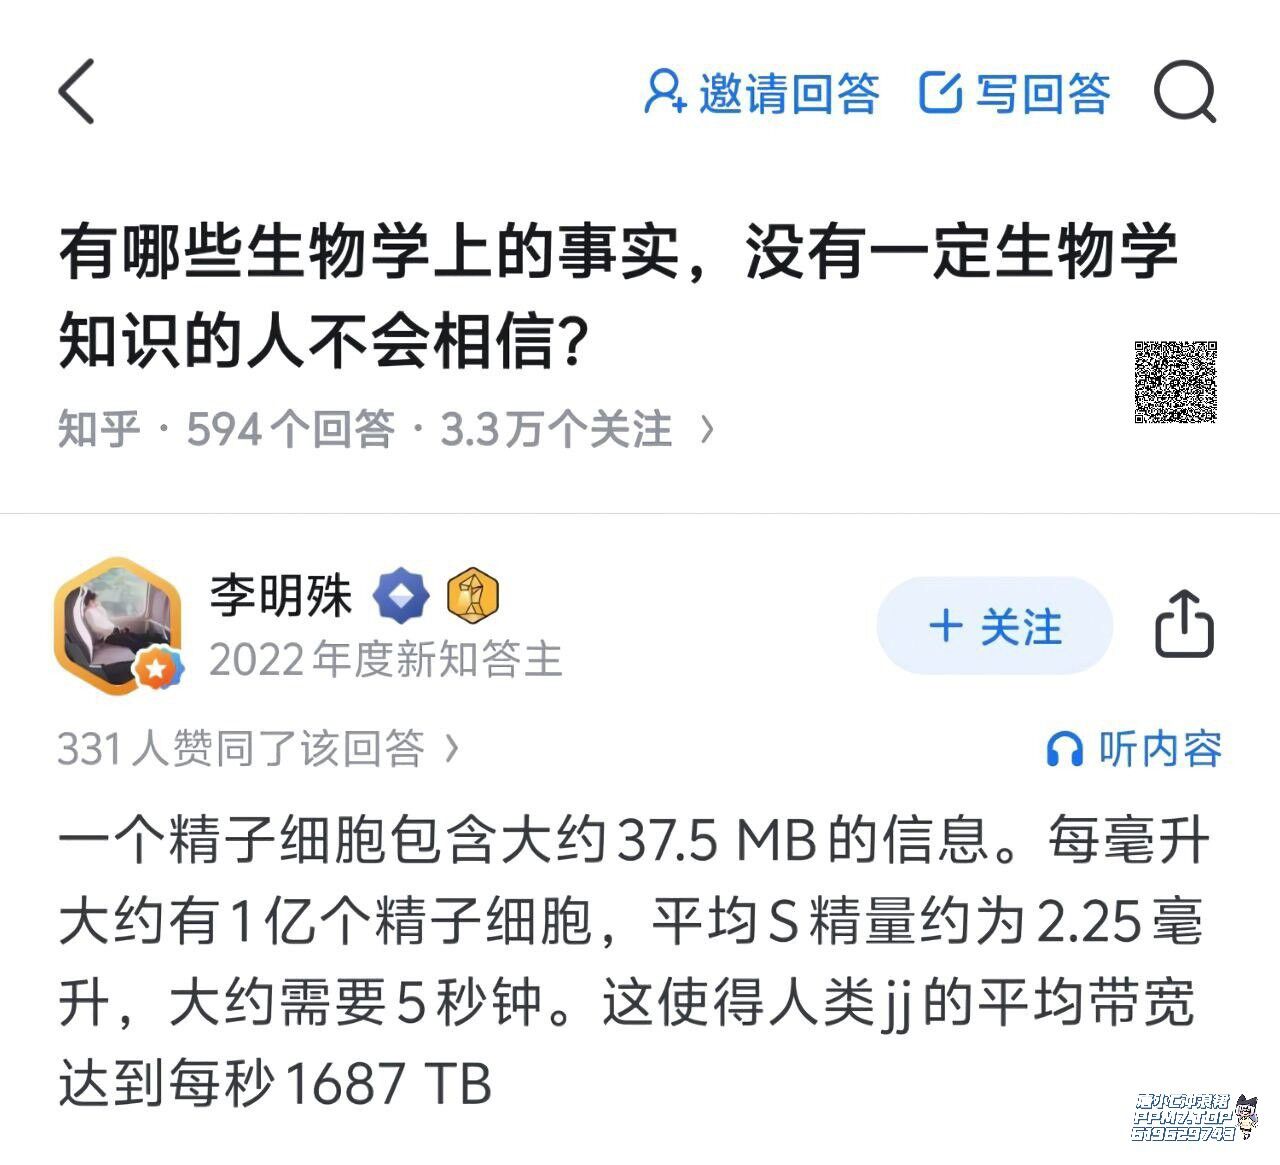 邀请回答 写回答
有哪些生物学上的事实，没有一定生物学
知识的人不会相信？
知乎 · 594 个回答 · 3.3 万个关注 >
李明殊
2022 年度新知答主
+ 关注
331 人赞同了该回答 >
听内容
一个精子细胞包含大约 37.5 MB 的信息。每毫升
大约有 1 亿个精子细胞，平均 S 精量约为 2.25 毫
升，大约需要 5 秒钟。这使得人类 jj 的平均带宽
达到每秒 1687 TB
PPM7.TOP
619629743